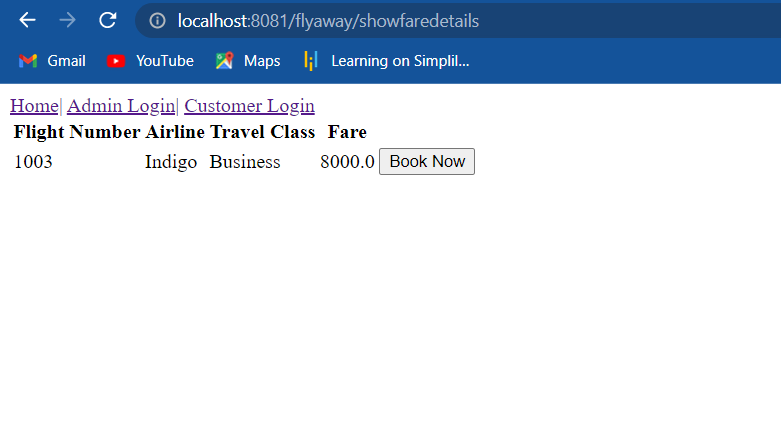 localhost:8081/flyaway/showfaredetails
Gmail YouTube Maps Learning on Simplil...
Home| Admin Login| Customer Login
Flight Number Airline Travel Class Fare
1003 Indigo Business 8000.0 Book Now